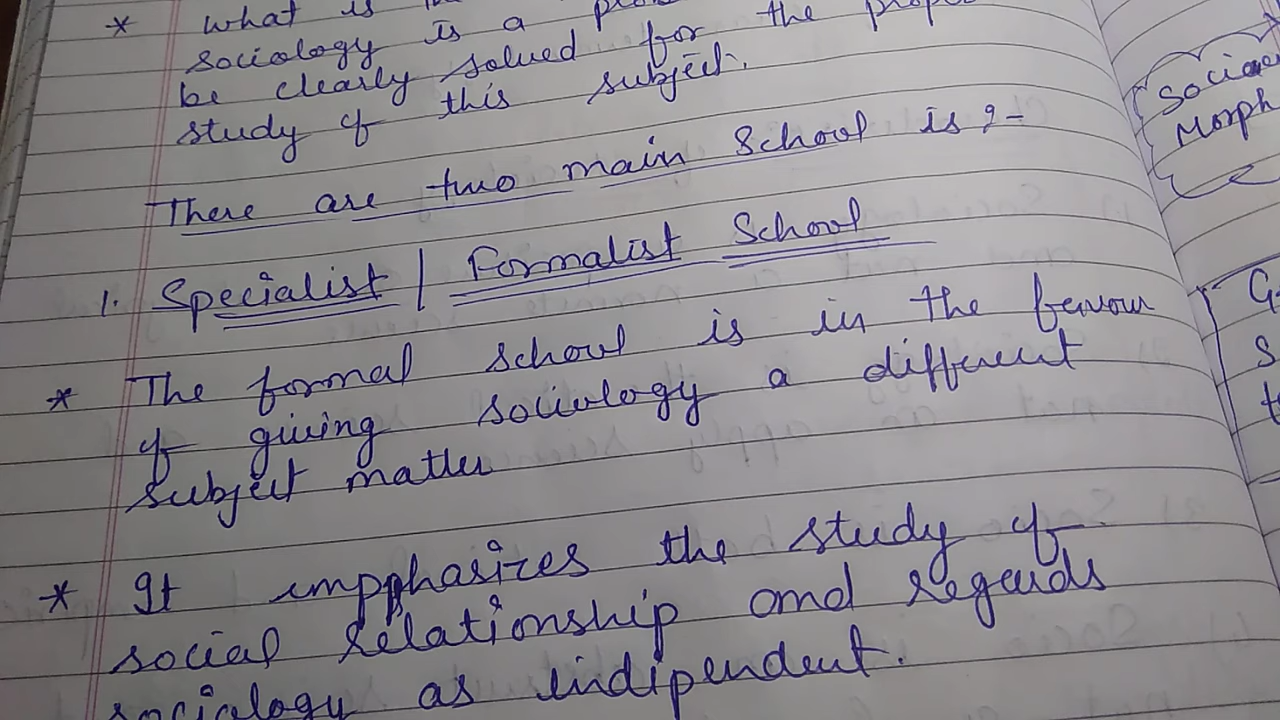 * What is
sociology is a
be clearly solved for the
study of this subject.
There are two main School is :-
1. Specialist / Formalist School
* The formal school is in the favour
of giving sociology a different
subject matter
* It empphasizes the study of
social relationship and regards
sociology as indipendent.
Morph